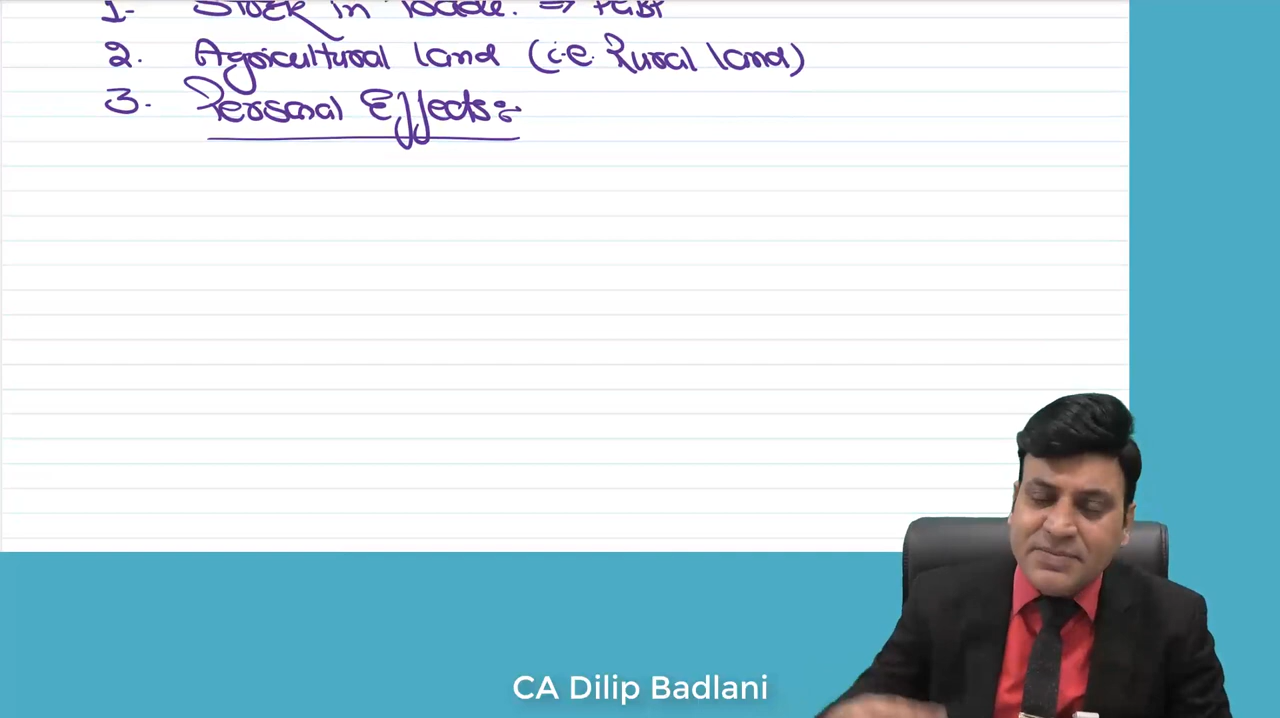 1- Stock in Trade. ⇒ PGBP
2. Agricultural land (i.e. Rural land)
3. Personal Effects:
CA Dilip Badlani